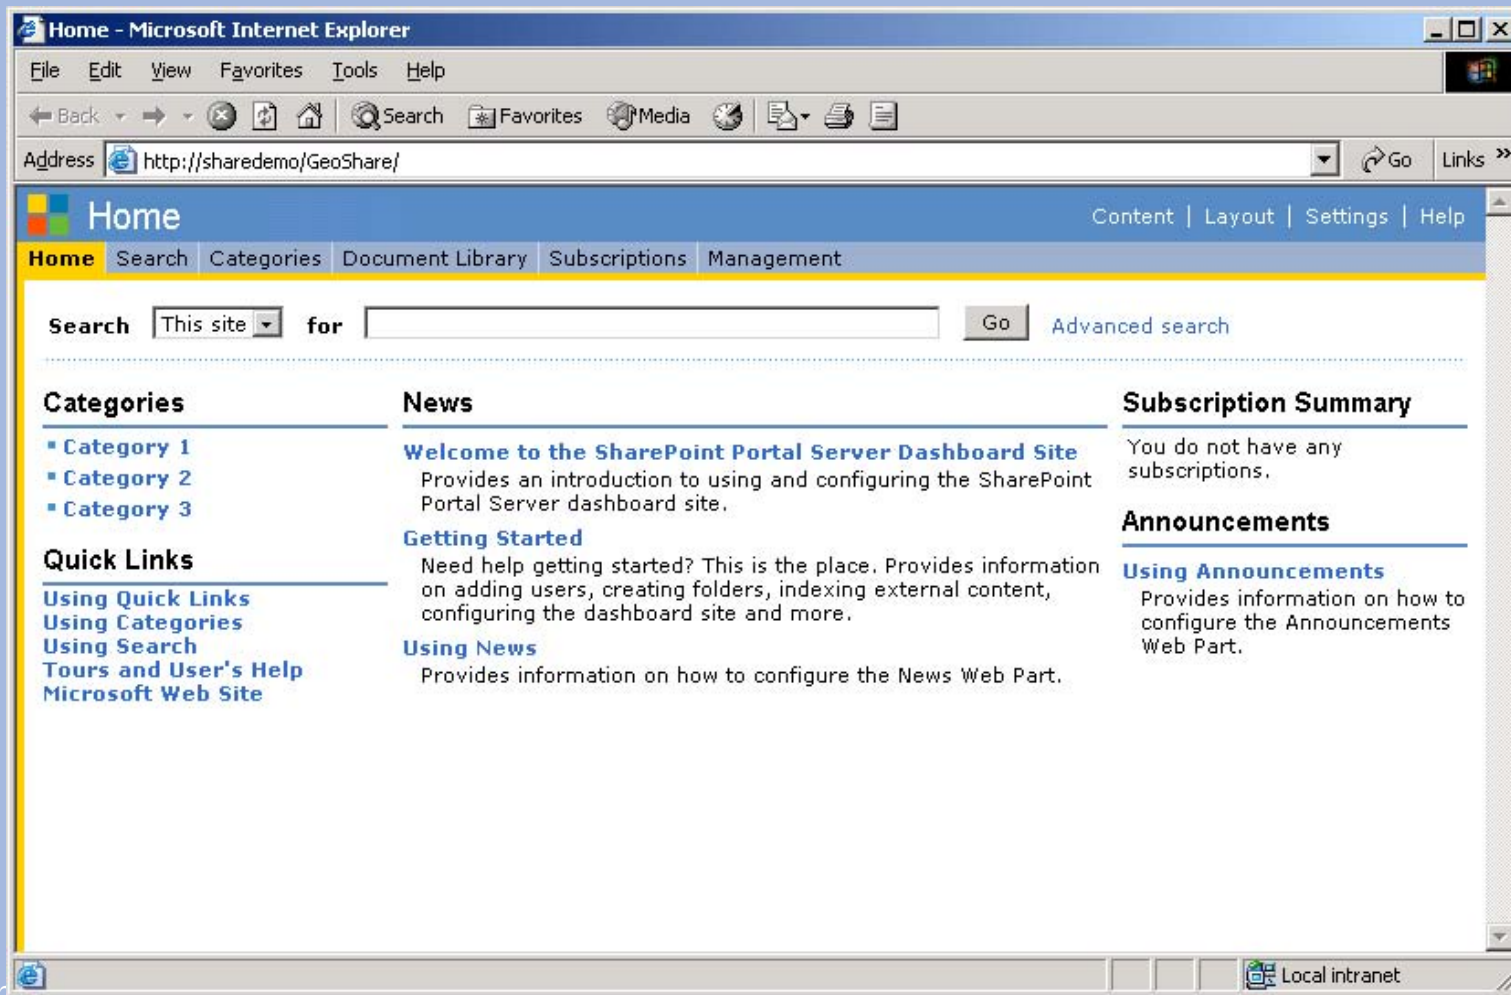 Home - Microsoft Internet Explorer
File Edit View Favorites Tools Help
Back Search Favorites Media
Address http://sharedemo/GeoShare/ Go Links »
Home Content | Layout | Settings | Help
Home Search Categories Document Library Subscriptions Management
Search This site for Go Advanced search
Categories
Category 1
Category 2
Category 3
Quick Links
Using Quick Links
Using Categories
Using Search
Tours and User's Help
Microsoft Web Site
News
Welcome to the SharePoint Portal Server Dashboard Site
Provides an introduction to using and configuring the SharePoint
Portal Server dashboard site.
Getting Started
Need help getting started? This is the place. Provides information
on adding users, creating folders, indexing external content,
configuring the dashboard site and more.
Using News
Provides information on how to configure the News Web Part.
Subscription Summary
You do not have any
subscriptions.
Announcements
Using Announcements
Provides information on how to
configure the Announcements
Web Part.
Local intranet